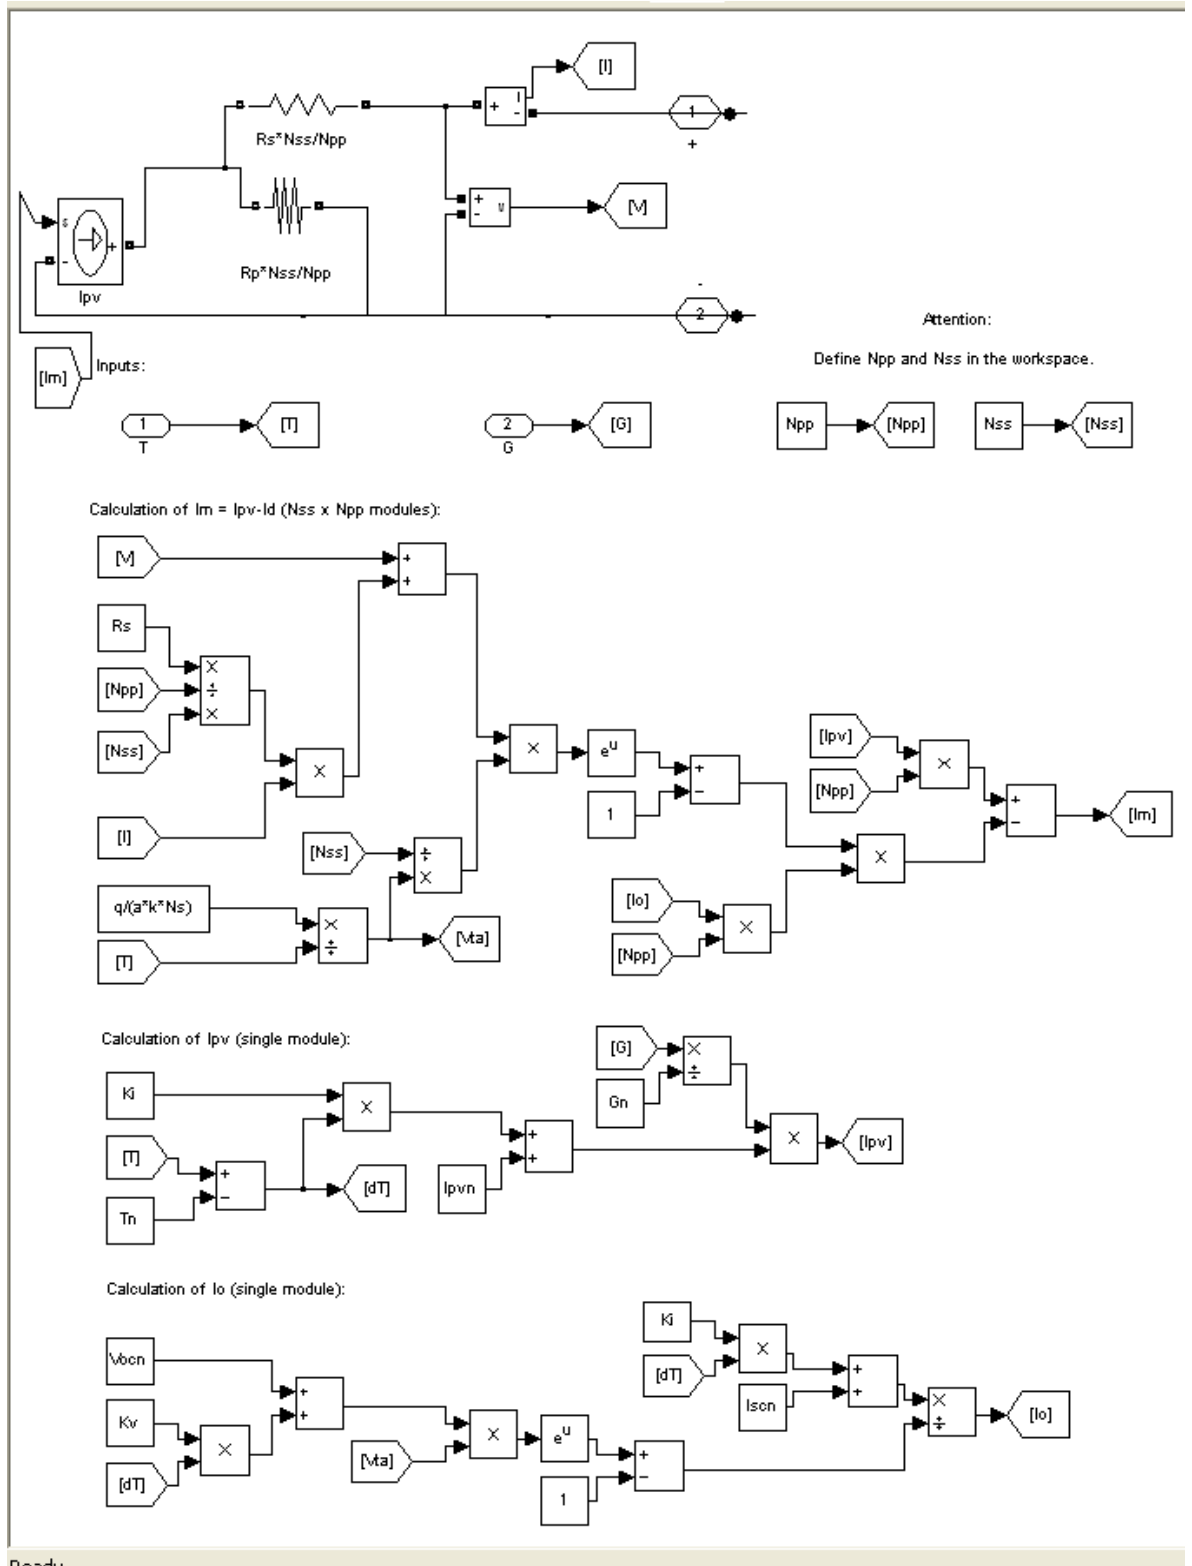 [I]
+
I
-
1
+
Rs*Nss/Npp
s
+
-
Ipv
+
-
v
[V]
Rp*Nss/Npp
-
2
Attention:
Define Npp and Nss in the workspace.
[Im]
Inputs:
1
T
[T]
2
G
[G]
Npp
[Npp]
Nss
[Nss]
Calculation of Im = Ipv-Id (Nss x Npp modules):
[V]
+
+
Rs
[Npp]
[Nss]
×
÷
×
×
[I]
[Nss]
÷
×
q/(a*k*Ns)
[T]
×
÷
[Vta]
×
eu
1
+
-
[Ipv]
[Npp]
×
×
+
-
[Im]
[Io]
[Npp]
×
Calculation of Ipv (single module):
[G]
Gn
×
÷
Ki
×
[T]
Tn
+
-
[dT]
Ipvn
+
+
×
[Ipv]
Calculation of Io (single module):
Vocn
Kv
[dT]
×
+
+
[Vta]
×
eu
1
+
-
Ki
[dT]
×
Iscn
+
+
×
÷
[Io]
Ready